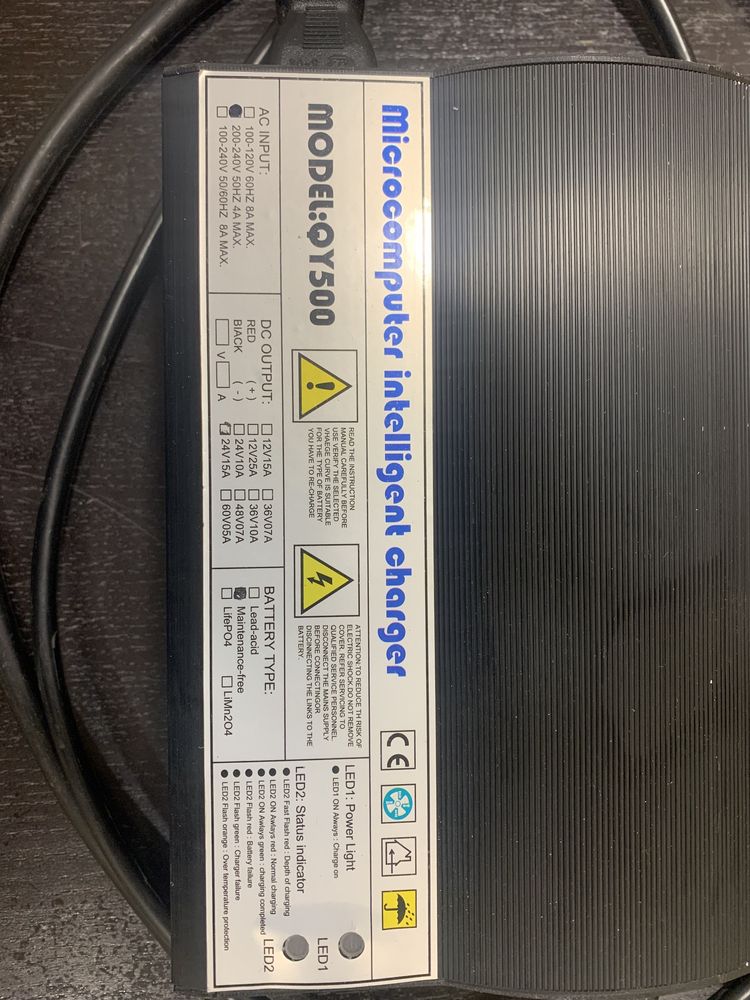 Microcomputer intelligent charger
CE
MODEL:QY500
READ THE INSTRUCTION
MANUAL CAREFULLY BEFORE
USE VERIFY THE SELECTED
VHAEGE CURVE IS SUITABLE
FOR THE TYPE OF BATTERY
YOU HAVE TO RE-CHARGE
ATTENTION:TO REDUCE TH RISK OF
ELECTRIC SHOCK DO NOT REMOVE
COVER, REFER SERVICING TO
QUALIFIED SERVICE PERSONNEL.
DISCONNECT THE MAINS SUPPLY
BEFORE CONNECTINGOR
DISCINNECTING THE LINKS TO THE
BATTERY.
AC INPUT:
100-120V 60HZ 8A MAX.
200-240V 50HZ 4A MAX.
100-240V 50/60HZ 8A MAX.
DC OUTPUT:
RED (+)
BIACK (-)
V A
12V15A 36V07A
12V25A 36V10A
24V10A 48V07A
24V15A 60V05A
BATTERY TYPE:
Lead-acid
Maintenance-free
LifePO4 LiMn2O4
LED1: Power Light
LED1 ON Always : Charge on
LED2: Status indicator
LED2 Fast Flash red : Depth of charging
LED2 ON Awlays red : Normal charging
LED2 ON Awlays green : charging completed
LED2 Flash red : Battery failure
LED2 Flash green : Charger failure
LED2 Flash orange : Over temperature protection
LED1
LED2